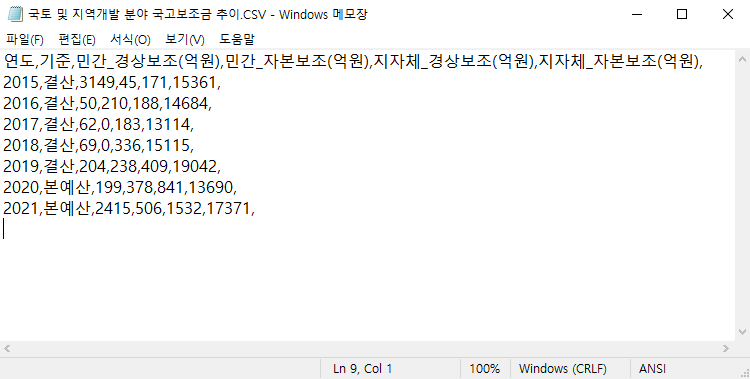 국토 및 지역개발 분야 국고보조금 추이.CSV - Windows 메모장
파일(F) 편집(E) 서식(O) 보기(V) 도움말
연도,기준,민간_경상보조(억원),민간_자본보조(억원),지자체_경상보조(억원),지자체_자본보조(억원),
2015,결산,3149,45,171,15361,
2016,결산,50,210,188,14684,
2017,결산,62,0,183,13114,
2018,결산,69,0,336,15115,
2019,결산,204,238,409,19042,
2020,본예산,199,378,841,13690,
2021,본예산,2415,506,1532,17371,
Ln 9, Col 1 100% Windows (CRLF) ANSI